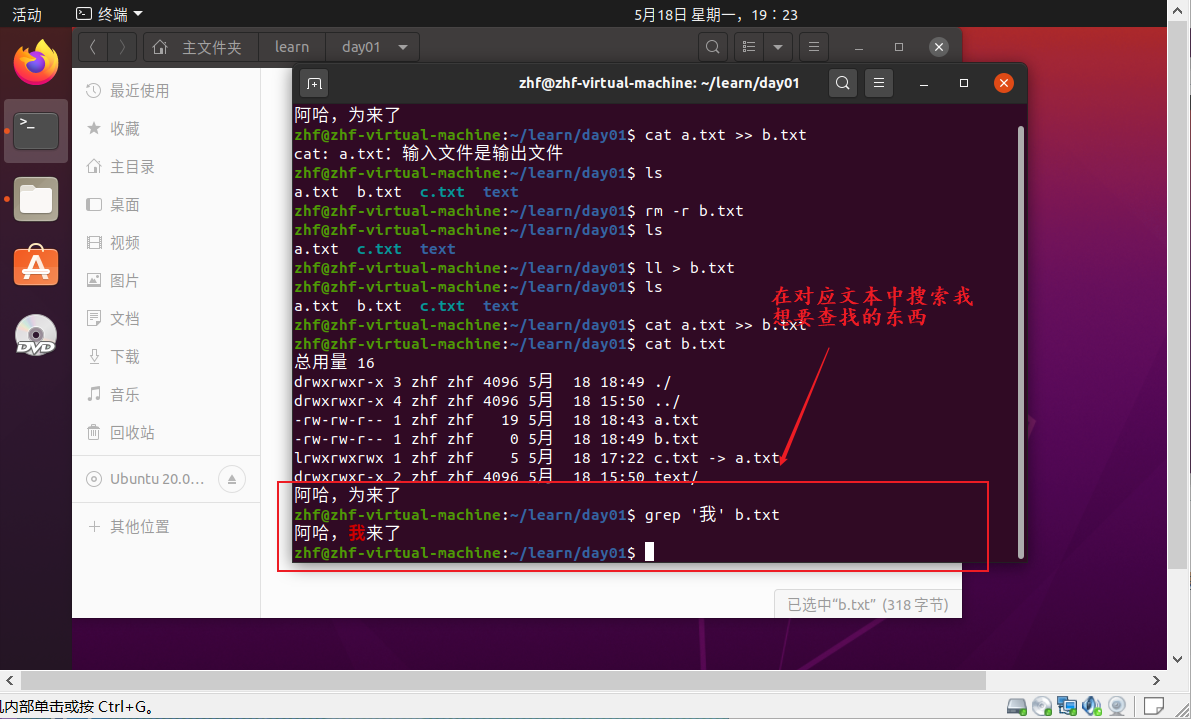 活动
终端
5月18日 星期一, 19：23
主文件夹
learn
day01
最近使用
收藏
主目录
桌面
视频
图片
文档
下载
音乐
回收站
Ubuntu 20.0…
其他位置
zhf@zhf-virtual-machine: ~/learn/day01
阿哈，为来了
zhf@zhf-virtual-machine:~/learn/day01$ cat a.txt >> b.txt
cat: a.txt：输入文件是输出文件
zhf@zhf-virtual-machine:~/learn/day01$ ls
a.txt  b.txt  c.txt  text
zhf@zhf-virtual-machine:~/learn/day01$ rm -r b.txt
zhf@zhf-virtual-machine:~/learn/day01$ ls
a.txt  c.txt  text
zhf@zhf-virtual-machine:~/learn/day01$ ll > b.txt
zhf@zhf-virtual-machine:~/learn/day01$ ls
a.txt  b.txt  c.txt  text
zhf@zhf-virtual-machine:~/learn/day01$ cat a.txt >> b.txt
zhf@zhf-virtual-machine:~/learn/day01$ cat b.txt
总用量 16
drwxrwxr-x 3 zhf zhf 4096 5月  18 18:49 ./
drwxrwxr-x 4 zhf zhf 4096 5月  18 15:50 ../
-rw-rw-r-- 1 zhf zhf   19 5月  18 18:43 a.txt
-rw-rw-r-- 1 zhf zhf    0 5月  18 18:49 b.txt
lrwxrwxrwx 1 zhf zhf    5 5月  18 17:22 c.txt -> a.txt
drwxrwxr-x 2 zhf zhf 4096 5月  18 15:50 text/
阿哈，为来了
zhf@zhf-virtual-machine:~/learn/day01$ grep '我' b.txt
阿哈，我来了
zhf@zhf-virtual-machine:~/learn/day01$
在对应文本中搜索我
想要查找的东西
已选中“b.txt” (318 字节)
内部单击或按 Ctrl+G。
DVD